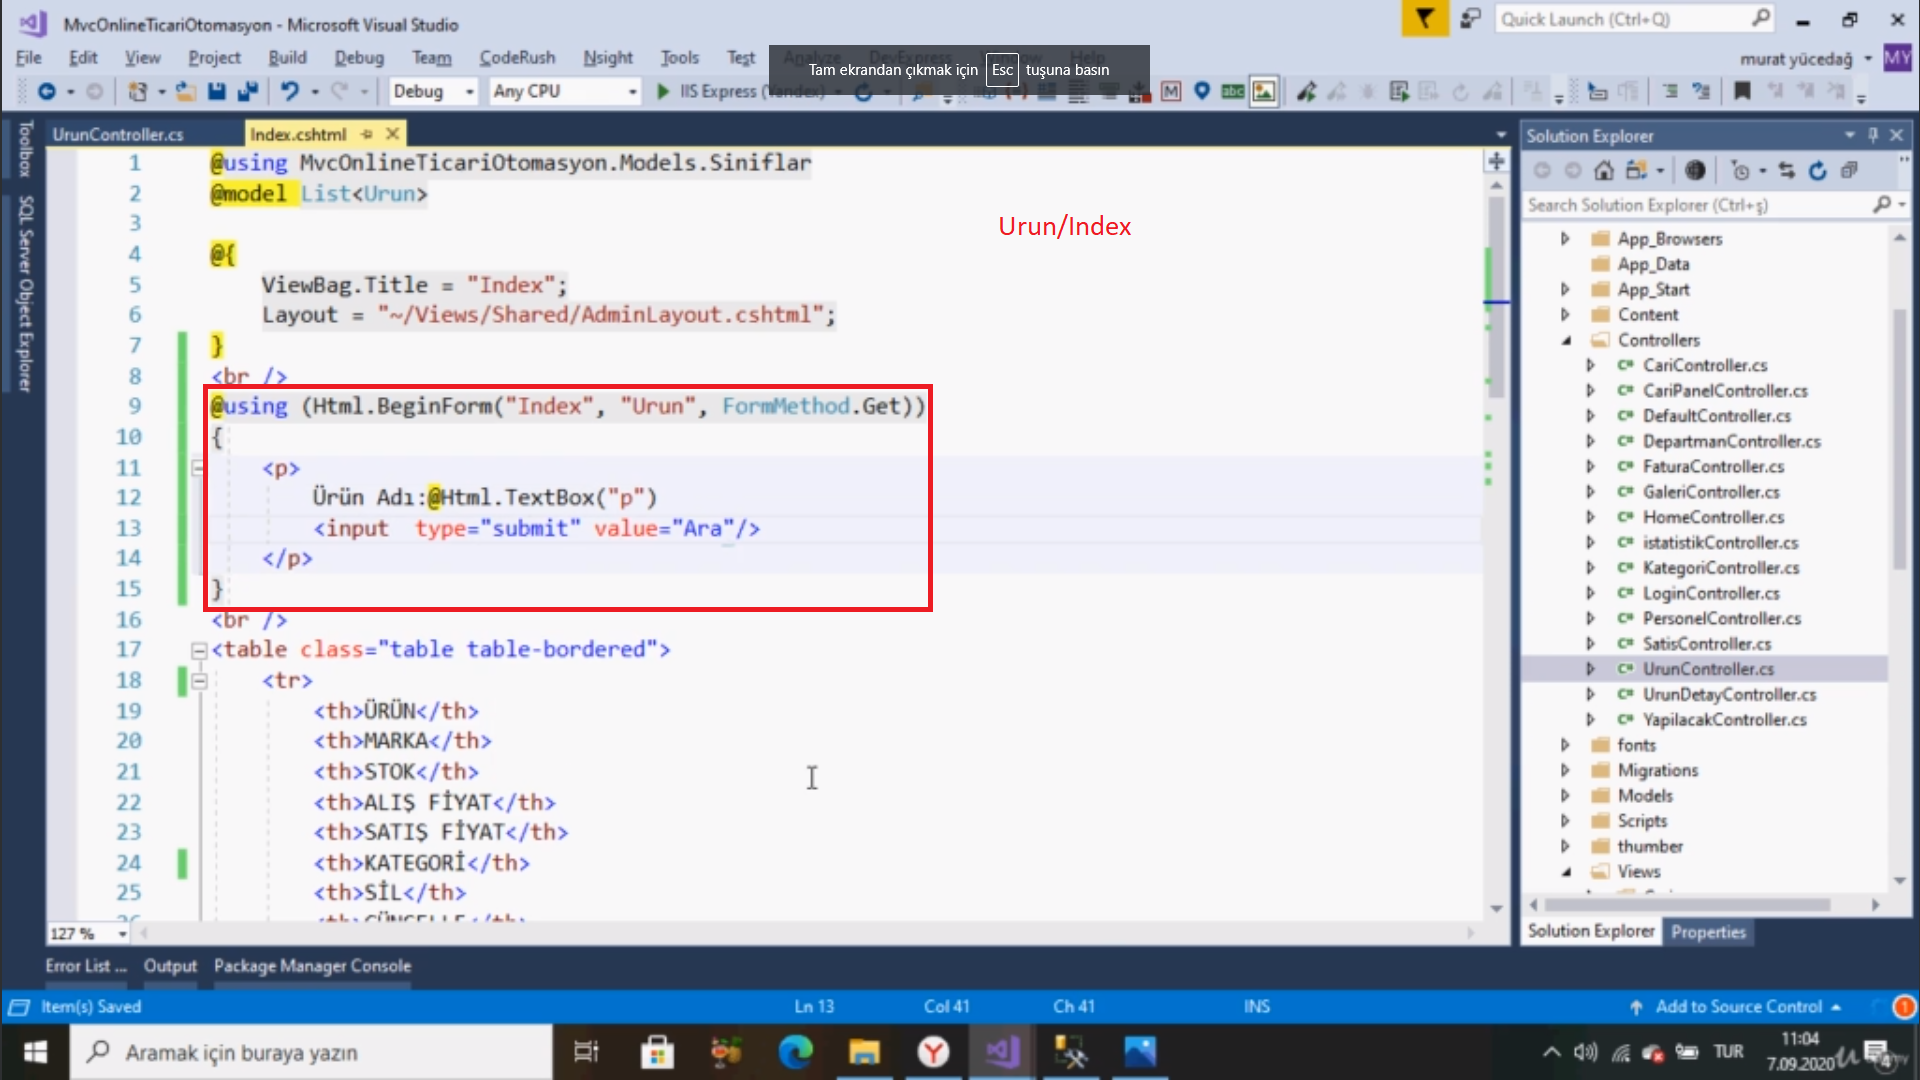 MvcOnlineTicariOtomasyon - Microsoft Visual Studio
Quick Launch (Ctrl+Q)
File Edit View Project Build Debug Team CodeRush Nsight Tools Test Analyze DevExpress Window Help
murat yücedağ MY
Tam ekrandan çıkmak için Esc tuşuna basın
Debug Any CPU IIS Express (Yandex)
Toolbox
SQL Server Object Explorer
UrunController.cs Index.cshtml
1 @using MvcOnlineTicariOtomasyon.Models.Siniflar
2 @model List<Urun>
3
Urun/Index
4 @{
5 ViewBag.Title = "Index";
6 Layout = "~/Views/Shared/AdminLayout.cshtml";
7 }
8 <br />
9 @using (Html.BeginForm("Index", "Urun", FormMethod.Get))
10 {
11 <p>
12 Ürün Adı:@Html.TextBox("p")
13 <input  type="submit" value="Ara"/>
14 </p>
15 }
16 <br />
17 <table class="table table-bordered">
18 <tr>
19 <th>ÜRÜN</th>
20 <th>MARKA</th>
21 <th>STOK</th>
22 <th>ALIŞ FİYAT</th>
23 <th>SATIŞ FİYAT</th>
24 <th>KATEGORİ</th>
25 <th>SİL</th>
26 <th>GÜNCELLE</th>
127 %
Solution Explorer
Search Solution Explorer (Ctrl+ş)
App_Browsers
App_Data
App_Start
Content
Controllers
C# CariController.cs
C# CariPanelController.cs
C# DefaultController.cs
C# DepartmanController.cs
C# FaturaController.cs
C# GaleriController.cs
C# HomeController.cs
C# istatistikController.cs
C# KategoriController.cs
C# LoginController.cs
C# PersonelController.cs
C# SatisController.cs
C# UrunController.cs
C# UrunDetayController.cs
C# YapilacakController.cs
fonts
Migrations
Models
Scripts
thumber
Views
Solution Explorer Properties
Error List ... Output Package Manager Console
Item(s) Saved Ln 13 Col 41 Ch 41 INS Add to Source Control 1
Aramak için buraya yazın
TUR
11:04
7.09.2020
4